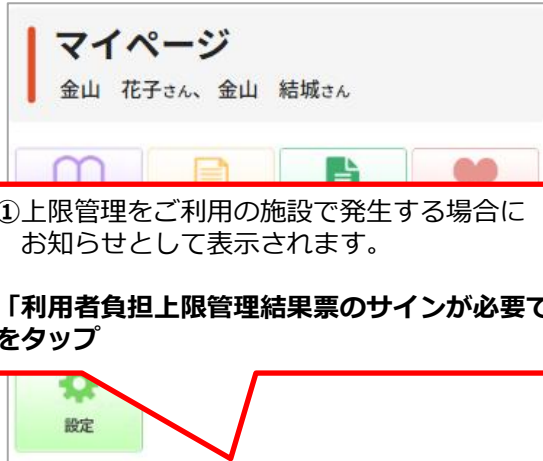 マイページ
金山 花子さん、 金山 結城さん
①上限管理をご利用の施設で発生する場合に
お知らせとして表示されます。
「利用者負担上限管理結果票のサインが必要で
をタップ
設定